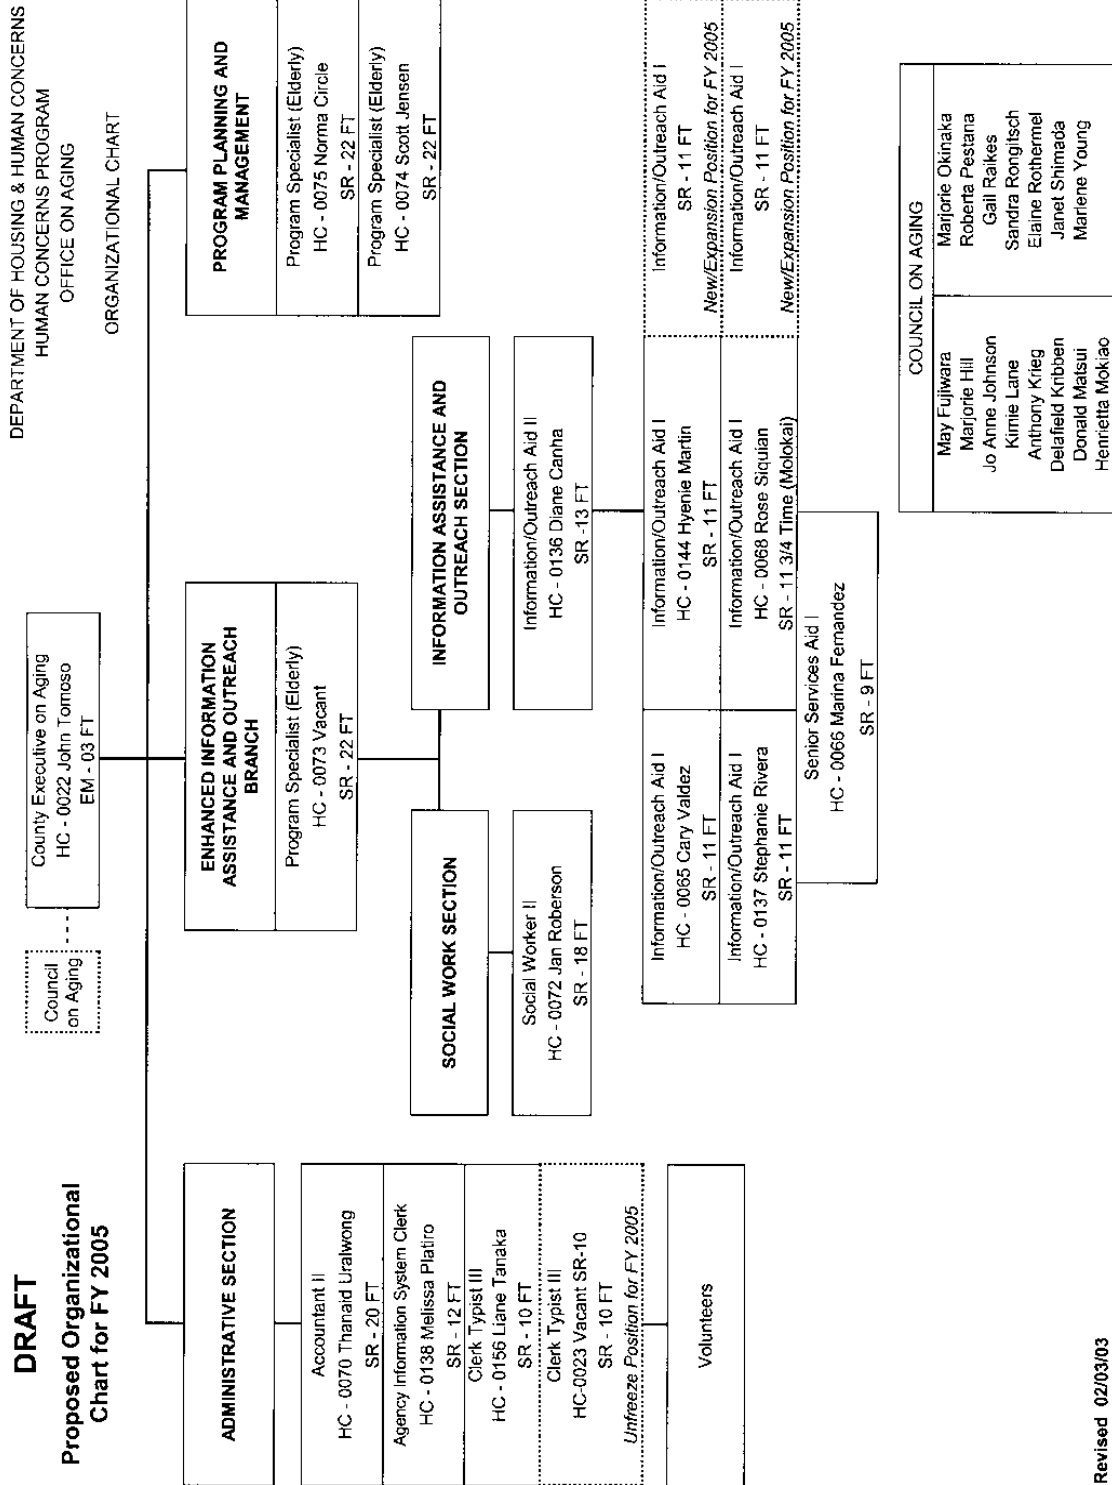 DRAFT
Proposed Organizational
Chart for FY 2005
DEPARTMENT OF HOUSING & HUMAN CONCERNS
HUMAN CONCERNS PROGRAM
OFFICE ON AGING
ORGANIZATIONAL CHART
Council
on Aging
County Executive on Aging
HC - 0022 John Tomoso
EM - 03 FT
ADMINISTRATIVE SECTION
Accountant II
HC - 0070 Thanaid Uralwong
SR - 20 FT
Agency Information System Clerk
HC - 0138 Melissa Platiro
SR - 12 FT
Clerk Typist III
HC - 0156 Liane Tanaka
SR - 10 FT
Clerk Typist III
HC-0023 Vacant SR-10
SR - 10 FT
Unfreeze Position for FY 2005
Volunteers
ENHANCED INFORMATION
ASSISTANCE AND OUTREACH
BRANCH
Program Specialist (Elderly)
HC - 0073 Vacant
SR - 22 FT
SOCIAL WORK SECTION
Social Worker II
HC - 0072 Jan Roberson
SR - 18 FT
INFORMATION ASSISTANCE AND
OUTREACH SECTION
Information/Outreach Aid II
HC - 0136 Diane Canha
SR -13 FT
Information/Outreach Aid I
HC - 0065 Cary Valdez
SR - 11 FT
Information/Outreach Aid I
HC - 0137 Stephanie Rivera
SR - 11 FT
Information/Outreach Aid I
HC - 0144 Hyenie Martin
SR - 11 FT
Information/Outreach Aid I
HC - 0068 Rose Siquian
SR - 11 3/4 Time (Molokai)
Information/Outreach Aid I
SR - 11 FT
New/Expansion Position for FY 2005
Information/Outreach Aid I
SR - 11 FT
New/Expansion Position for FY 2005
Senior Services Aid I
HC - 0066 Marina Fernandez
SR - 9 FT
PROGRAM PLANNING AND
MANAGEMENT
Program Specialist (Elderly)
HC - 0075 Norma Circle
SR - 22 FT
Program Specialist (Elderly)
HC - 0074 Scott Jensen
SR - 22 FT
COUNCIL ON AGING
May Fujiwara
Marjorie Hill
Jo Anne Johnson
Kimie Lane
Anthony Krieg
Delafield Kribben
Donald Matsui
Henrietta Mokiao
Marjorie Okinaka
Roberta Pestana
Gail Raikes
Sandra Rongitsch
Elaine Rothermel
Janet Shimada
Marlene Young
Revised 02/03/03